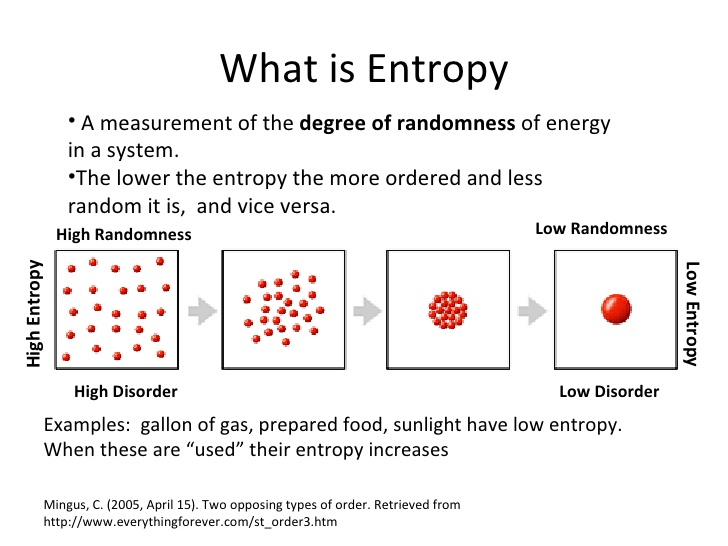 What is Entropy
• A measurement of the degree of randomness of energy
in a system.
•The lower the entropy the more ordered and less
random it is,  and vice versa.
High Randomness
Low Randomness
High Entropy
Low Entropy
High Disorder
Low Disorder
Examples:  gallon of gas, prepared food, sunlight have low entropy.
When these are “used” their entropy increases
Mingus, C. (2005, April 15). Two opposing types of order. Retrieved from
http://www.everythingforever.com/st_order3.htm